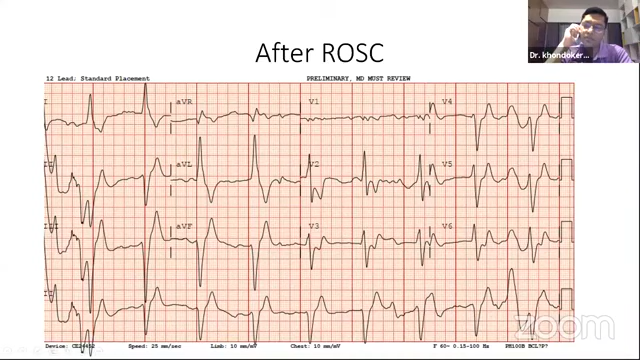 After ROSC
Dr. khondoker...
12 Lead, Standard Placement
PRELIMINARY, MD MUST REVIEW
I
aVR
V1
V4
II
aVL
V2
V5
III
aVF
V3
V6
II
Speed: 25 mm/sec
Limb: 10 mm/mV
Chest: 10 mm/mV
F 60~ 0.15-100 Hz
zoom